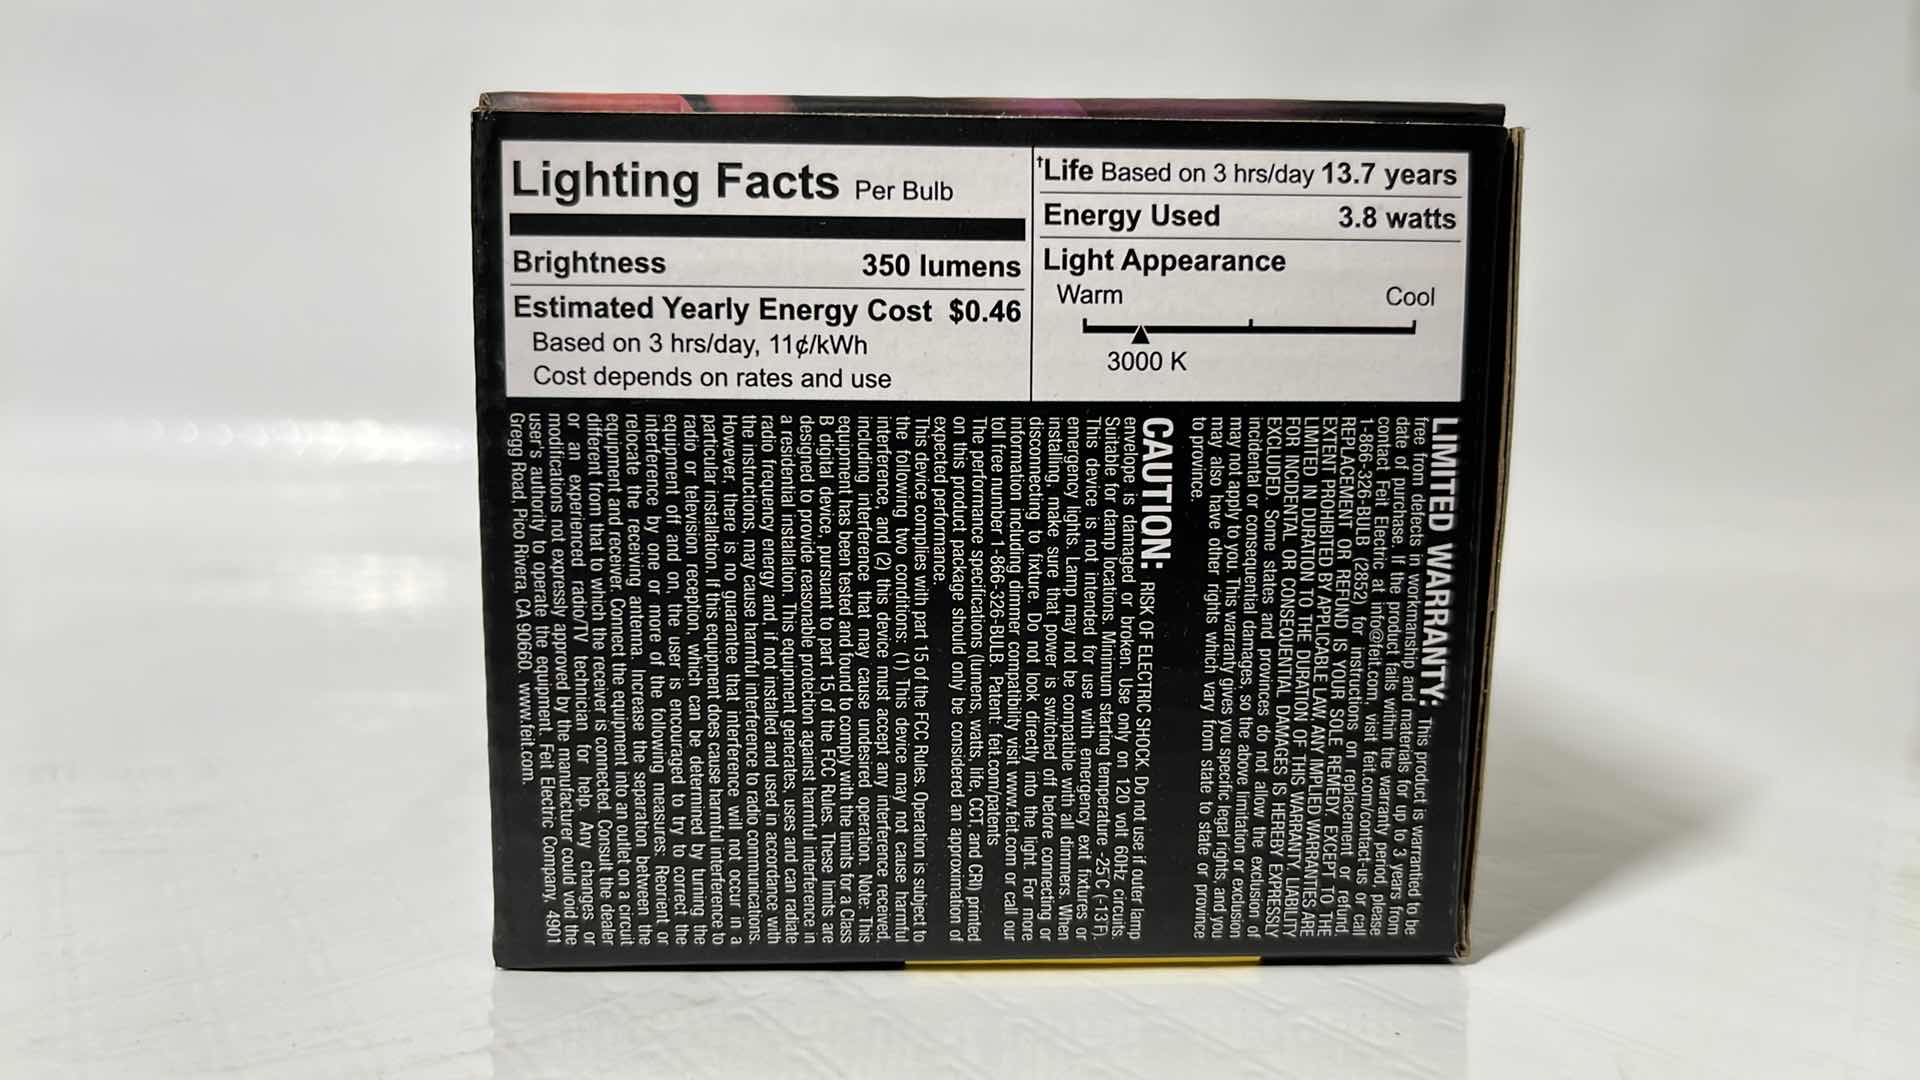 Lighting Facts Per Bulb
Brightness 350 lumens
Estimated Yearly Energy Cost $0.46
Based on 3 hrs/day, 11¢/kWh
Cost depends on rates and use
†Life Based on 3 hrs/day 13.7 years
Energy Used 3.8 watts
Light Appearance
Warm Cool
3000 K
LIMITED WARRANTY: This product is warrantied to be
free from defects in workmanship and materials for up to 3 years from
date of purchase. If the product fails within the warranty period, please
contact Feit Electric at info@feit.com, visit feit.com/contact-us or call
1-866-326-BULB (2852) for instructions on replacement or refund.
REPLACEMENT OR REFUND IS YOUR SOLE REMEDY. EXCEPT TO THE
EXTENT PROHIBITED BY APPLICABLE LAW, ANY IMPLIED WARRANTIES ARE
LIMITED IN DURATION TO THE DURATION OF THIS WARRANTY. LIABILITY
FOR INCIDENTAL OR CONSEQUENTIAL DAMAGES IS HEREBY EXPRESSLY
EXCLUDED. Some states and provinces do not allow the exclusion of
incidental or consequential damages, so the above limitation or exclusion
may not apply to you. This warranty gives you specific legal rights, and you
may also have other rights which vary from state to state or province
to province.
CAUTION: RISK OF ELECTRIC SHOCK. Do not use if outer lamp
envelope is damaged or broken. Use only on 120 volt 60Hz circuits.
Suitable for damp locations. Minimum starting temperature -25°C (-13°F).
This device is not intended for use with emergency exit fixtures or
emergency lights. Lamp may not be compatible with all dimmers. When
installing, make sure that power is switched off before connecting or
disconnecting to fixture. Do not look directly into the light. For more
information including dimmer compatibility visit www.feit.com or call our
toll free number 1-866-326-BULB. Patent: feit.com/patents
The performance specifications (lumens, watts, life, CCT, and CRI) printed
on this product package should only be considered an approximation of
expected performance.
This device complies with part 15 of the FCC Rules. Operation is subject to
the following two conditions: (1) This device may not cause harmful
interference, and (2) this device must accept any interference received,
including interference that may cause undesired operation. Note: This
equipment has been tested and found to comply with the limits for a Class
B digital device, pursuant to part 15 of the FCC Rules. These limits are
designed to provide reasonable protection against harmful interference in
a residential installation. This equipment generates, uses and can radiate
radio frequency energy and, if not installed and used in accordance with
the instructions, may cause harmful interference to radio communications.
However, there is no guarantee that interference will not occur in a
particular installation. If this equipment does cause harmful interference to
radio or television reception, which can be determined by turning the
equipment off and on, the user is encouraged to try to correct the
interference by one or more of the following measures: Reorient or
relocate the receiving antenna. Increase the separation between the
equipment and receiver. Connect the equipment into an outlet on a circuit
different from that to which the receiver is connected. Consult the dealer
or an experienced radio/TV technician for help. Any changes or
modifications not expressly approved by the manufacturer could void the
user's authority to operate the equipment. Feit Electric Company, 4901
Gregg Road, Pico Rivera, CA 90660. www.feit.com.